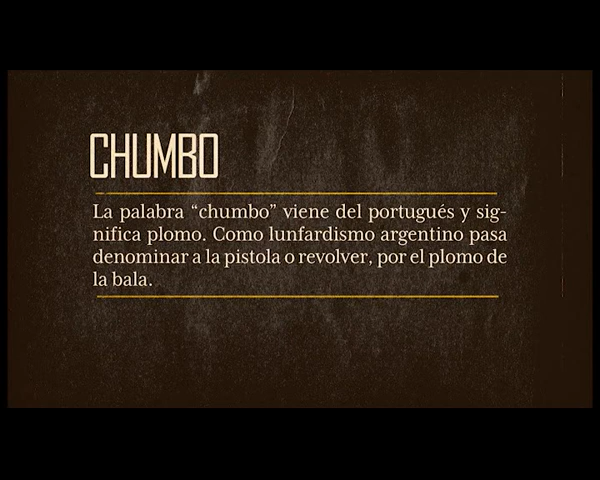 CHUMBO
La palabra “chumbo” viene del portugués y sig-
nifica plomo. Como lunfardismo argentino pasa
denominar a la pistola o revolver, por el plomo de
la bala.